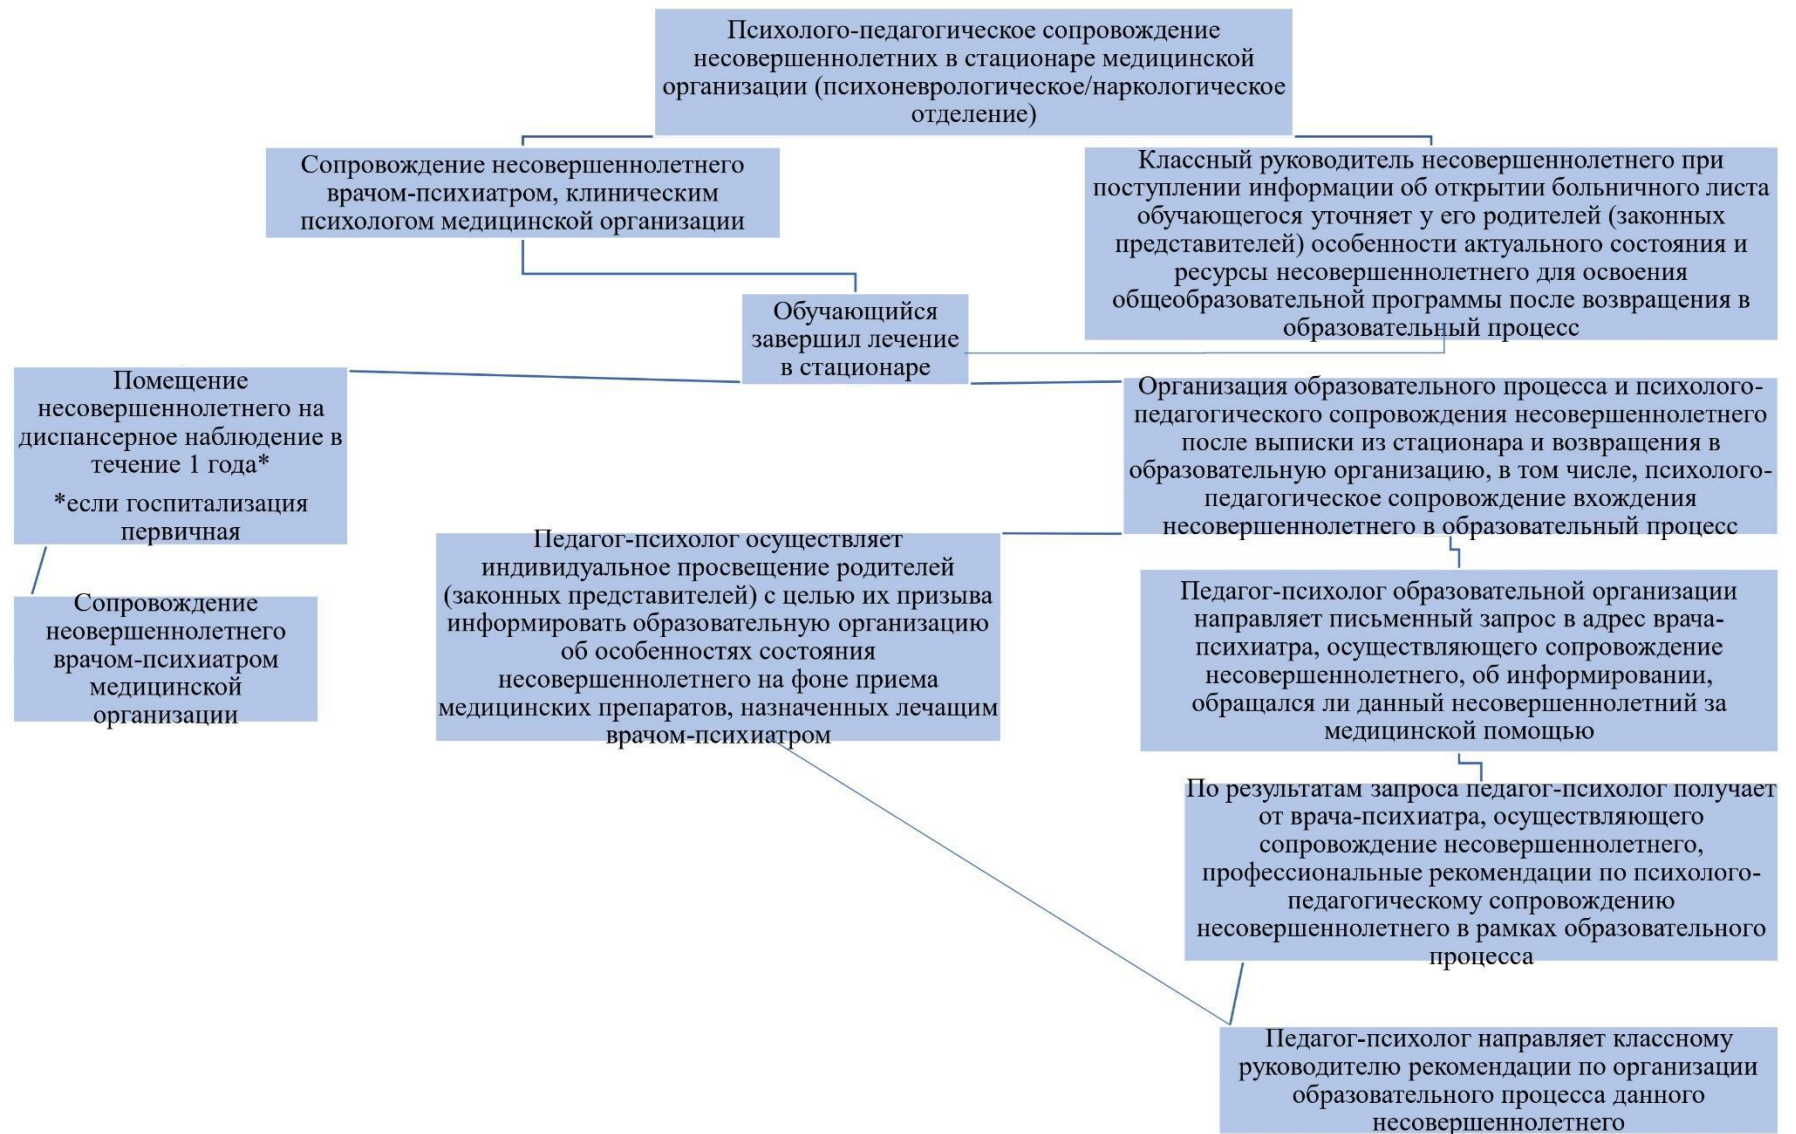 Психолого-педагогическое сопровождение
несовершеннолетних в стационаре медицинской
организации (психоневрологическое/наркологическое
отделение)
Сопровождение несовершеннолетнего
врачом-психиатром, клиническим
психологом медицинской организации
Классный руководитель несовершеннолетнего при
поступлении информации об открытии больничного листа
обучающегося уточняет у его родителей (законных
представителей) особенности актуального состояния и
ресурсы несовершеннолетнего для освоения
общеобразовательной программы после возвращения в
образовательный процесс
Обучающийся
завершил лечение
в стационаре
Помещение
несовершеннолетнего на
диспансерное наблюдение в
течение 1 года*
*если госпитализация
первичная
Организация образовательного процесса и психолого-
педагогического сопровождения несовершеннолетнего
после выписки из стационара и возвращения в
образовательную организацию, в том числе, психолого-
педагогическое сопровождение вхождения
несовершеннолетнего в образовательный процесс
Сопровождение
неовершеннолетнего
врачом-психиатром
медицинской
организации
Педагог-психолог осуществляет
индивидуальное просвещение родителей
(законных представителей) с целью их призыва
информировать образовательную организацию
об особенностях состояния
несовершеннолетнего на фоне приема
медицинских препаратов, назначенных лечащим
врачом-психиатром
Педагог-психолог образовательной организации
направляет письменный запрос в адрес врача-
психиатра, осуществляющего сопровождение
несовершеннолетнего, об информировании,
обращался ли данный несовершеннолетний за
медицинской помощью
По результатам запроса педагог-психолог получает
от врача-психиатра, осуществляющего
сопровождение несовершеннолетнего,
профессиональные рекомендации по психолого-
педагогическому сопровождению
несовершеннолетнего в рамках образовательного
процесса
Педагог-психолог направляет классному
руководителю рекомендации по организации
образовательного процесса данного
несовершеннолетнего